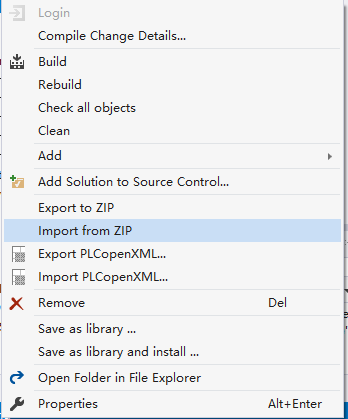 Login
Compile Change Details...
Build
Rebuild
Check all objects
Clean
Add
Add Solution to Source Control...
Export to ZIP
Import from ZIP
Export PLCopenXML...
Import PLCopenXML...
Remove Del
Save as library ...
Save as library and install ...
Open Folder in File Explorer
Properties Alt+Enter